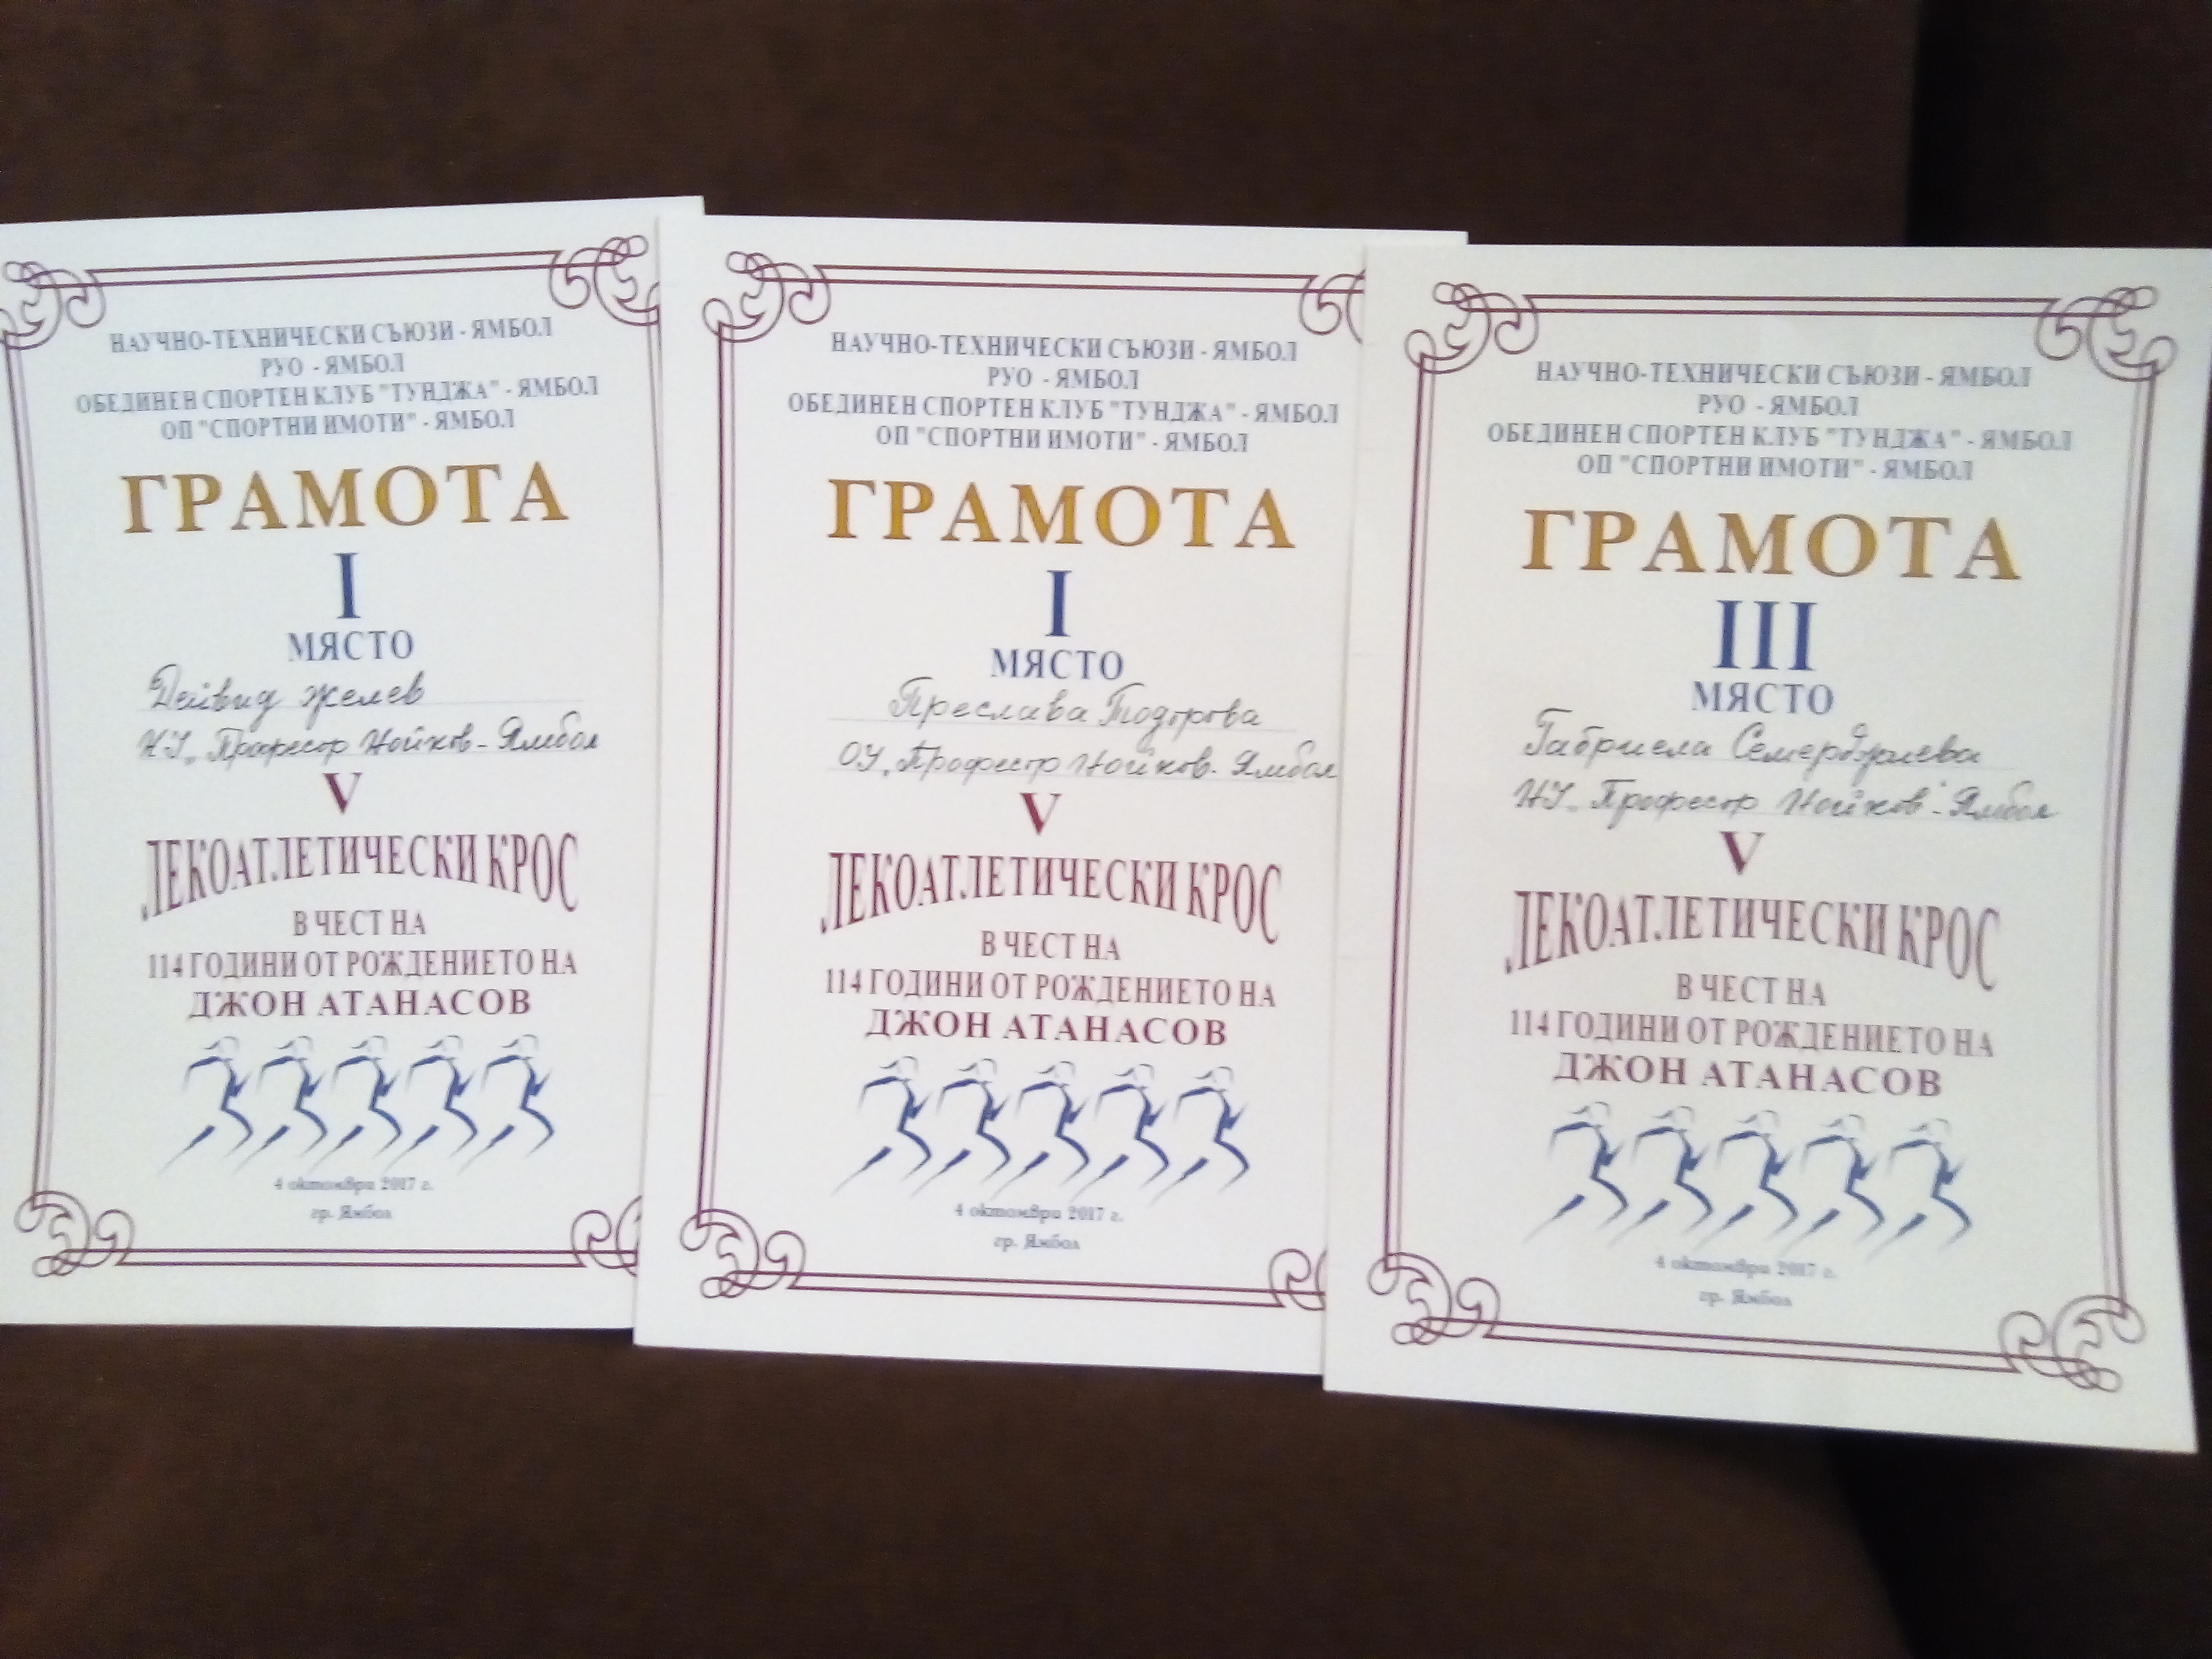 НАУЧНО-ТЕХНИЧЕСКИ СЪЮЗИ - ЯМБОЛ
РУО - ЯМБОЛ
ОБЕДИНЕН СПОРТЕН КЛУБ "ТУНДЖА" - ЯМБОЛ
ОП "СПОРТНИ ИМОТИ" - ЯМБОЛ
ГРАМОТА
I
МЯСТО
Дейвид Желев
НУ „Професор Нойков - Ямбол
V
ЛЕКОАТЛЕТИЧЕСКИ КРОС
В ЧЕСТ НА
114 ГОДИНИ ОТ РОЖДЕНИЕТО НА
ДЖОН АТАНАСОВ
4 октомври 2017 г.
гр. Ямбол
НАУЧНО-ТЕХНИЧЕСКИ СЪЮЗИ - ЯМБОЛ
РУО - ЯМБОЛ
ОБЕДИНЕН СПОРТЕН КЛУБ "ТУНДЖА" - ЯМБОЛ
ОП "СПОРТНИ ИМОТИ" - ЯМБОЛ
ГРАМОТА
I
МЯСТО
Преслава Тодорова
ОУ „Професор Нойков - Ямбол
V
ЛЕКОАТЛЕТИЧЕСКИ КРОС
В ЧЕСТ НА
114 ГОДИНИ ОТ РОЖДЕНИЕТО НА
ДЖОН АТАНАСОВ
4 октомври 2017 г.
гр. Ямбол
НАУЧНО-ТЕХНИЧЕСКИ СЪЮЗИ - ЯМБОЛ
РУО - ЯМБОЛ
ОБЕДИНЕН СПОРТЕН КЛУБ "ТУНДЖА" - ЯМБОЛ
ОП "СПОРТНИ ИМОТИ" - ЯМБОЛ
ГРАМОТА
III
МЯСТО
Габриела Семерджиева
НУ „Професор Нойков" - Ямбол
V
ЛЕКОАТЛЕТИЧЕСКИ КРОС
В ЧЕСТ НА
114 ГОДИНИ ОТ РОЖДЕНИЕТО НА
ДЖОН АТАНАСОВ
4 октомври 2017 г.
гр. Ямбол